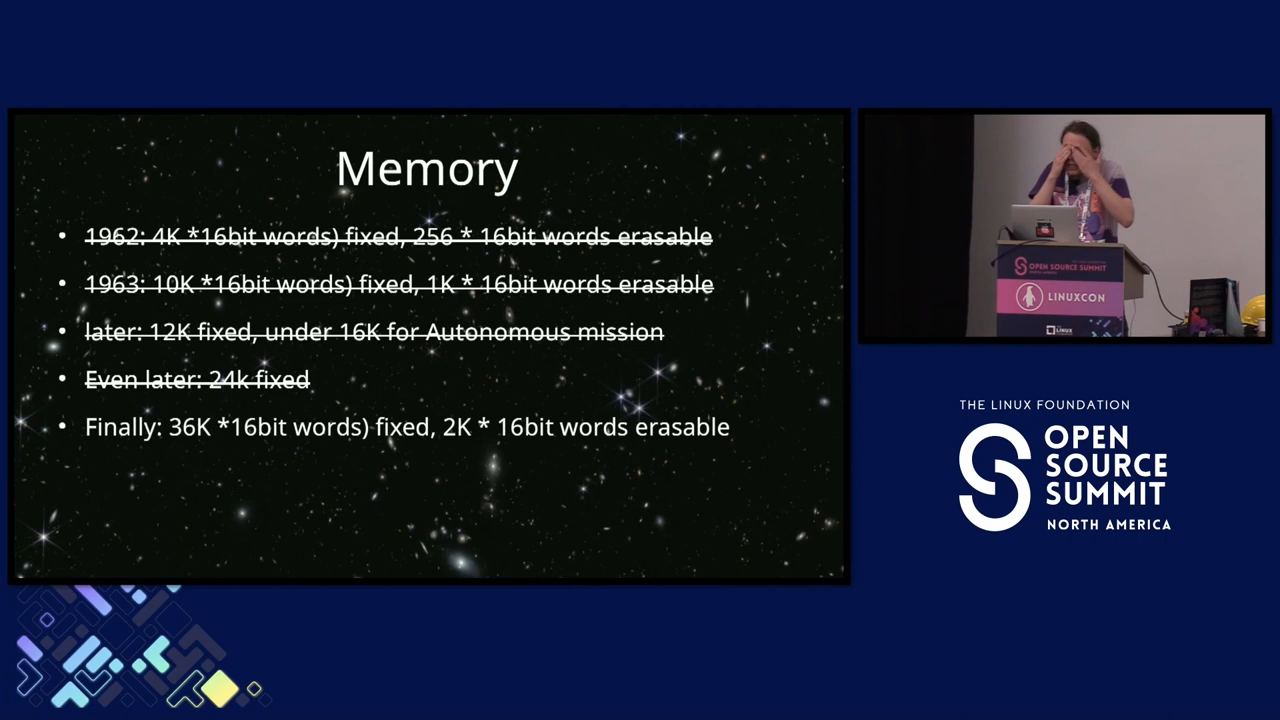 Memory
• 1962: 4K *16bit words) fixed, 256 * 16bit words erasable
• 1963: 10K *16bit words) fixed, 1K * 16bit words erasable
• later: 12K fixed, under 16K for Autonomous mission
• Even later: 24k fixed
• Finally: 36K *16bit words) fixed, 2K * 16bit words erasable
OPEN SOURCE SUMMIT
LINUXCON
LINUX
THE LINUX FOUNDATION
OPEN
SOURCE
SUMMIT
NORTH AMERICA